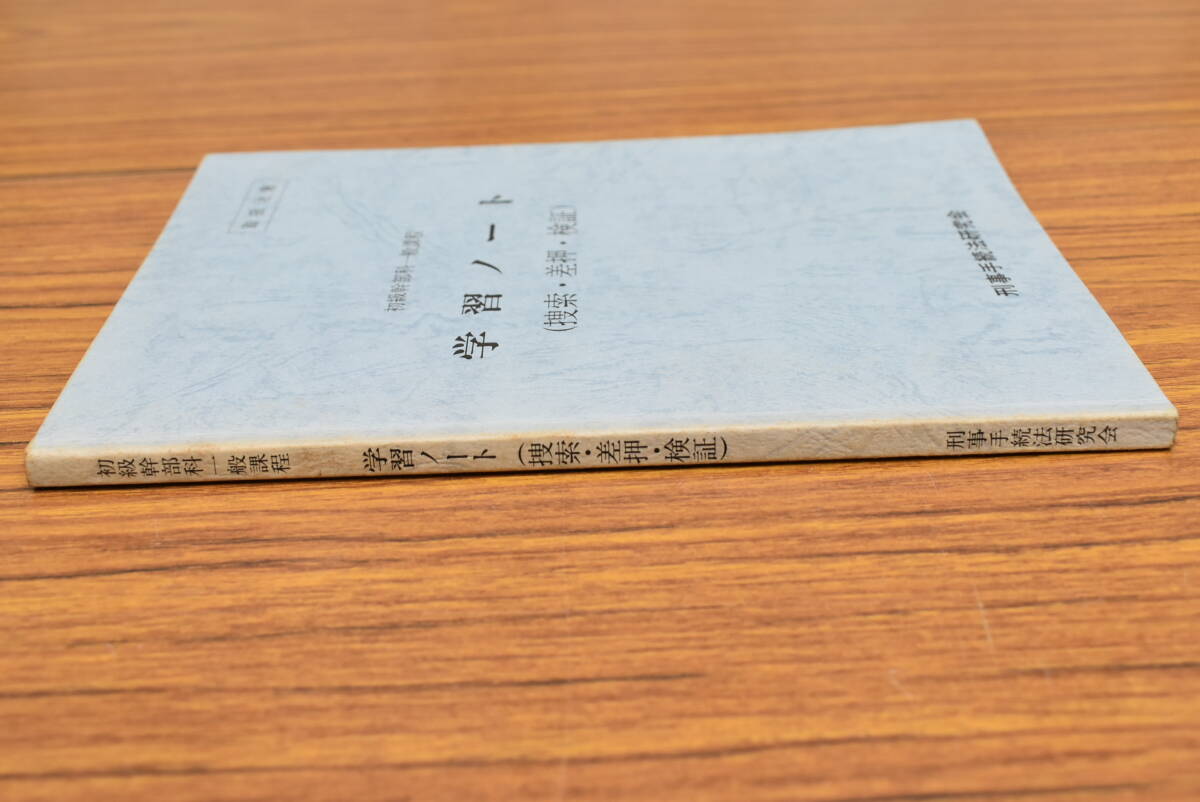 初級幹部科一般課程
学習ノート
(捜索・差押・検証)
刑事手続法研究会
初級幹部科一般課程 学習ノート (捜索・差押・検証) 刑事手続法研究会